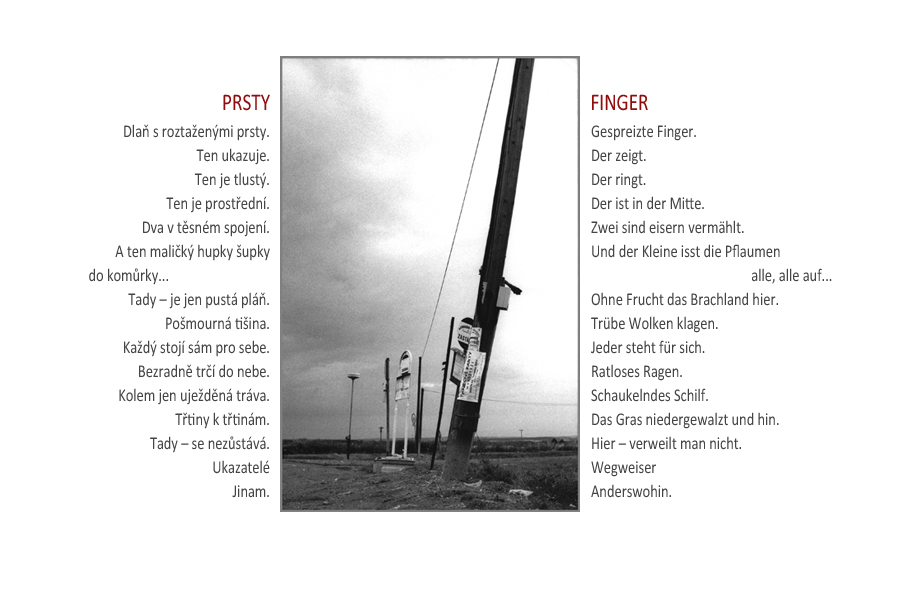 PRSTY
Dlaň s roztaženými prsty.
Ten ukazuje.
Ten je tlustý.
Ten je prostřední.
Dva v těsném spojení.
A ten maličký hupky šupky
do komůrky...
Tady – je jen pustá pláň.
Pošmourná tišina.
Každý stojí sám pro sebe.
Bezradně trčí do nebe.
Kolem jen uježděná tráva.
Třtiny k třtinám.
Tady – se nezůstává.
Ukazatelé
Jinam.
FINGER
Gespreizte Finger.
Der zeigt.
Der ringt.
Der ist in der Mitte.
Zwei sind eisern vermählt.
Und der Kleine isst die Pflaumen
alle, alle auf...
Ohne Frucht das Brachland hier.
Trübe Wolken klagen.
Jeder steht für sich.
Ratloses Ragen.
Schaukelndes Schilf.
Das Gras niedergewalzt und hin.
Hier – verweilt man nicht.
Wegweiser
Anderswohin.